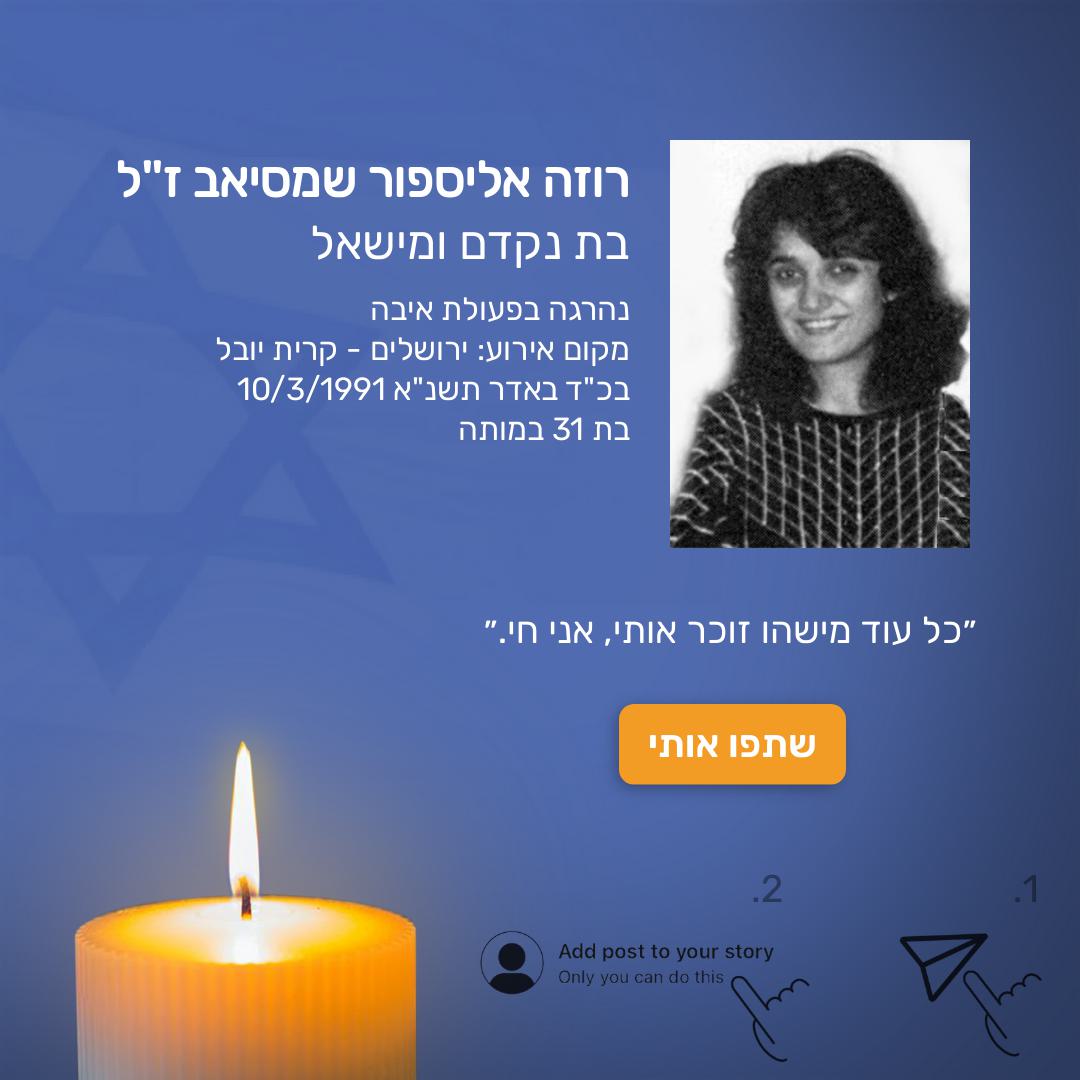 רוזה אליספור שמסיאב ז"ל
בת נקדם ומישאל
נהרגה בפעולת איבה
מקום אירוע: ירושלים - קרית יובל
בכ"ד באדר תשנ"א 10/3/1991
בת 31 במותה
"כל עוד מישהו זוכר אותי, אני חי."
שתפו אותי
1.
2.
Add post to your story
Only you can do this